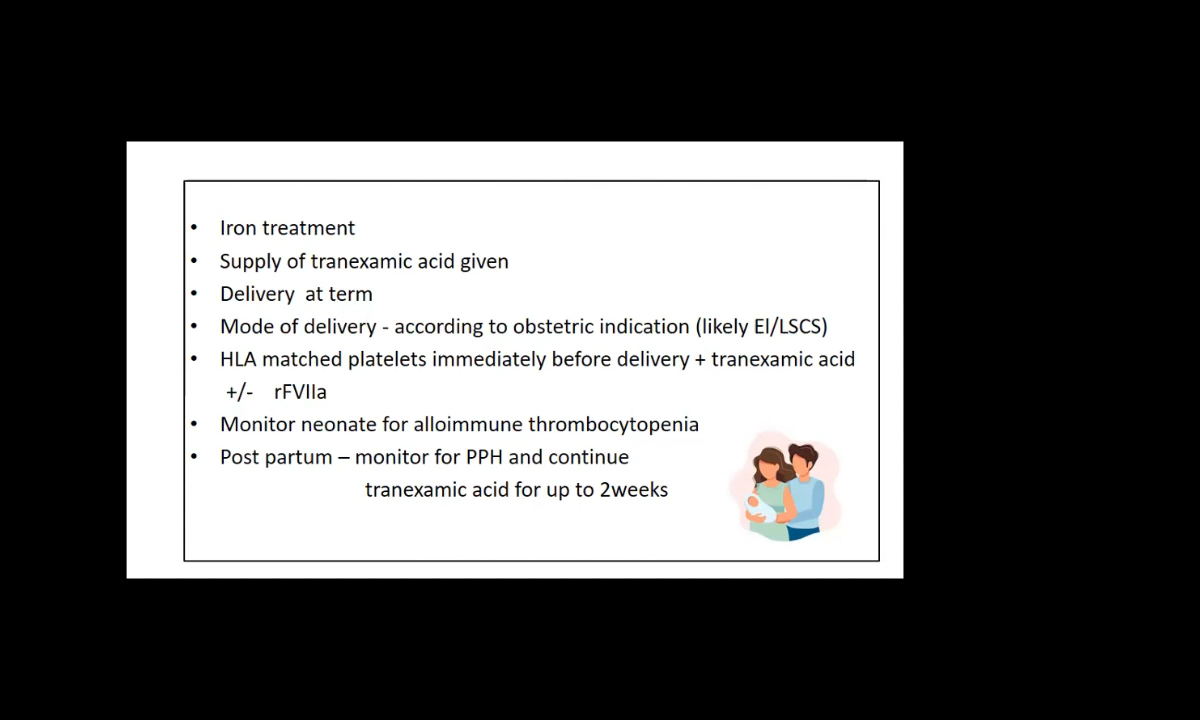 • Iron treatment
• Supply of tranexamic acid given
• Delivery at term
• Mode of delivery - according to obstetric indication (likely El/LSCS)
• HLA matched platelets immediately before delivery + tranexamic acid
+/- rFVIIa
• Monitor neonate for alloimmune thrombocytopenia
• Post partum – monitor for PPH and continue
tranexamic acid for up to 2weeks